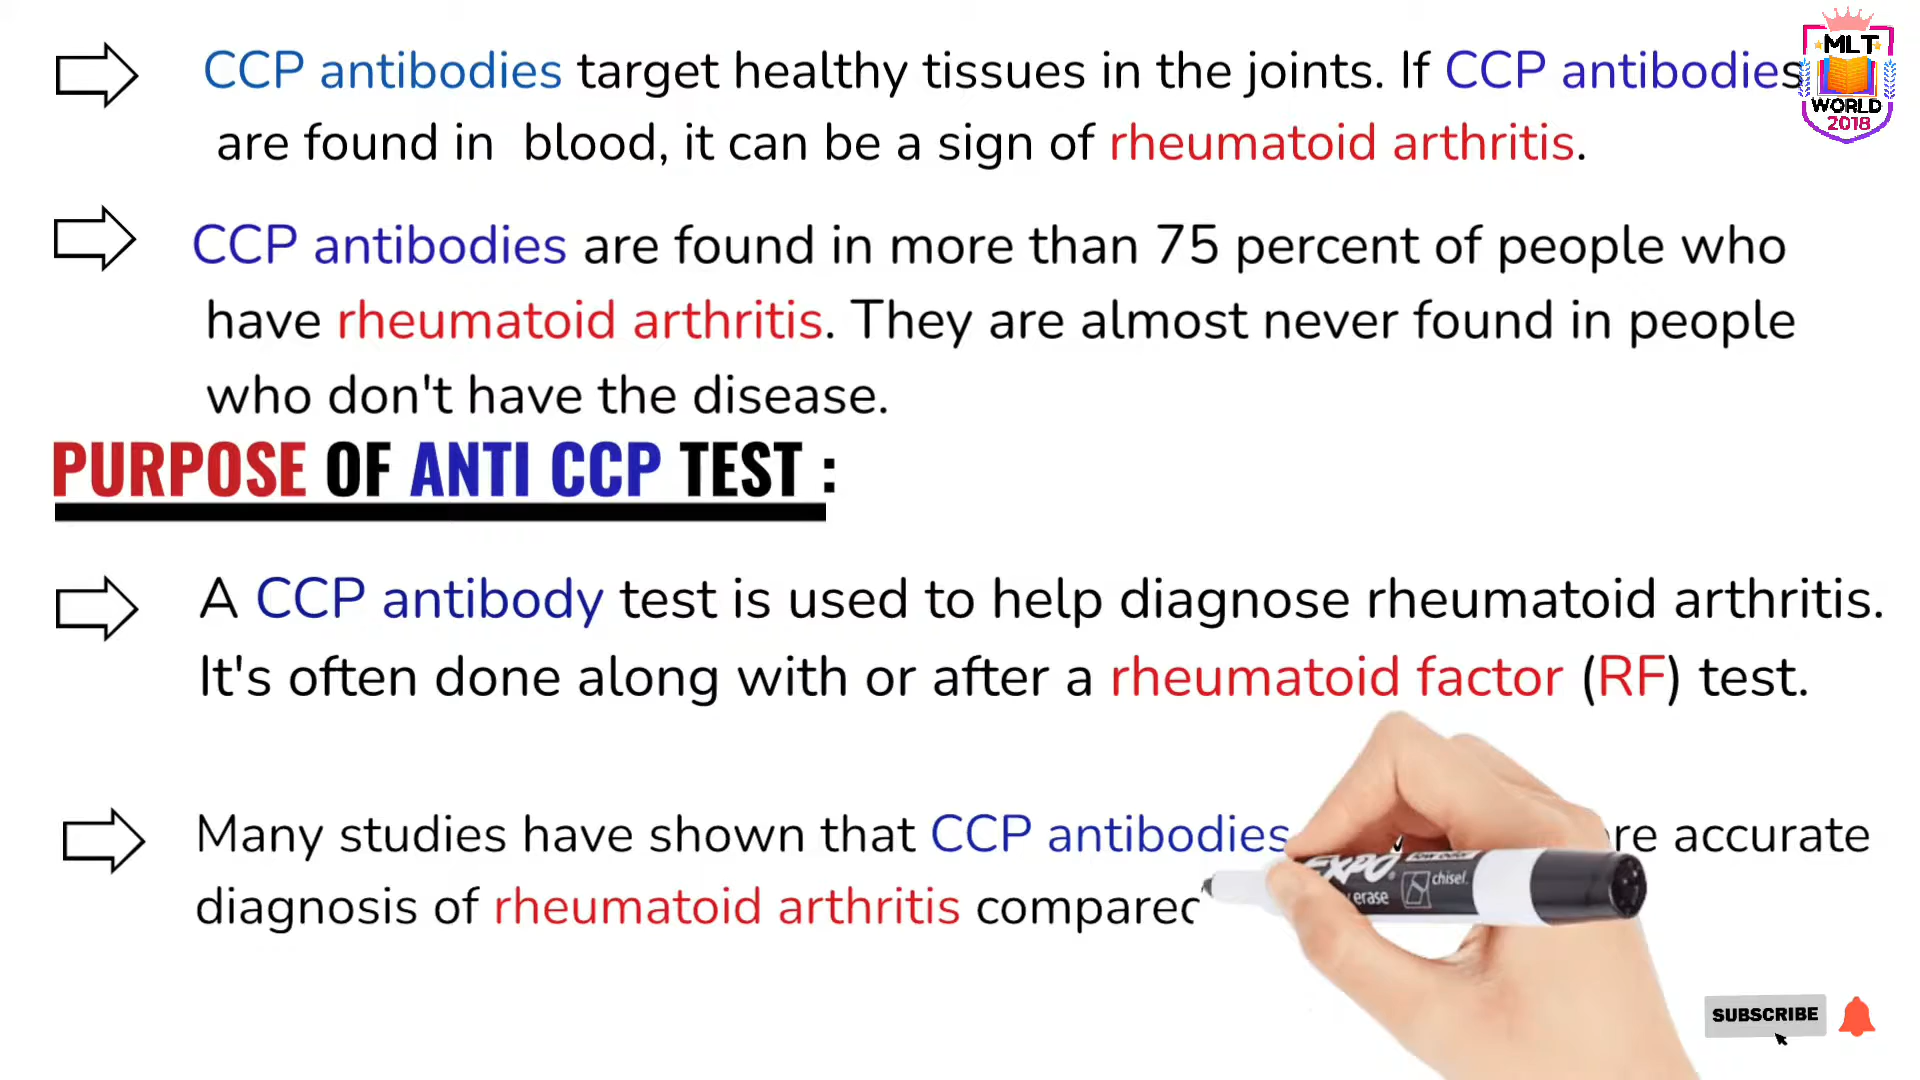 CCP antibodies target healthy tissues in the joints. If CCP antibodies
are found in blood, it can be a sign of rheumatoid arthritis.
CCP antibodies are found in more than 75 percent of people who
have rheumatoid arthritis. They are almost never found in people
who don't have the disease.
PURPOSE OF ANTI CCP TEST :
A CCP antibody test is used to help diagnose rheumatoid arthritis.
It's often done along with or after a rheumatoid factor (RF) test.
Many studies have shown that CCP antibodies accurate
diagnosis of rheumatoid arthritis
MLT
WORLD
2018
EXPO
chisel.
erase
SUBSCRIBE